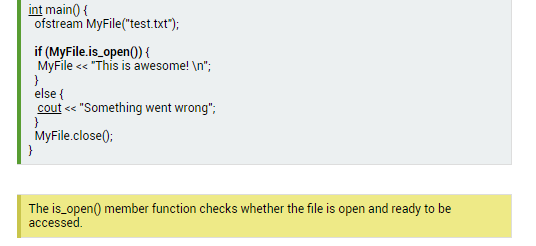 int main() {
ofstream MyFile("test.txt");
if (MyFile.is_open()) {
MyFile << "This is awesome! \n";
}
else {
cout << "Something went wrong";
}
MyFile.close();
}
The is_open() member function checks whether the file is open and ready to be
accessed.